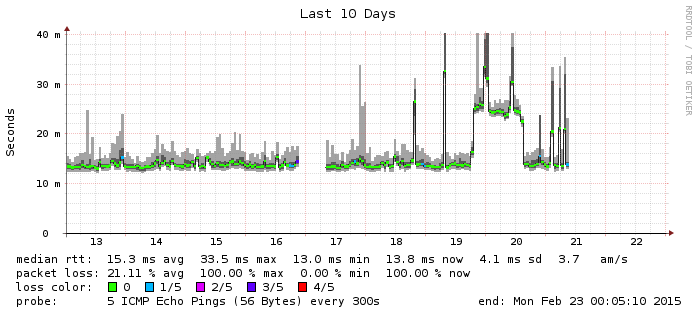 Last 10 Days
RRDTOOL / TOBI OETIKER
Seconds
40 m
30 m
20 m
10 m
0
13 14 15 16 17 18 19 20 21 22
median rtt: 15.3 ms avg 33.5 ms max 13.0 ms min 13.8 ms now 4.1 ms sd 3.7 am/s
packet loss: 21.11 % avg 100.00 % max 0.00 % min 100.00 % now
loss color: 0 1/5 2/5 3/5 4/5
probe: 5 ICMP Echo Pings (56 Bytes) every 300s end: Mon Feb 23 00:05:10 2015